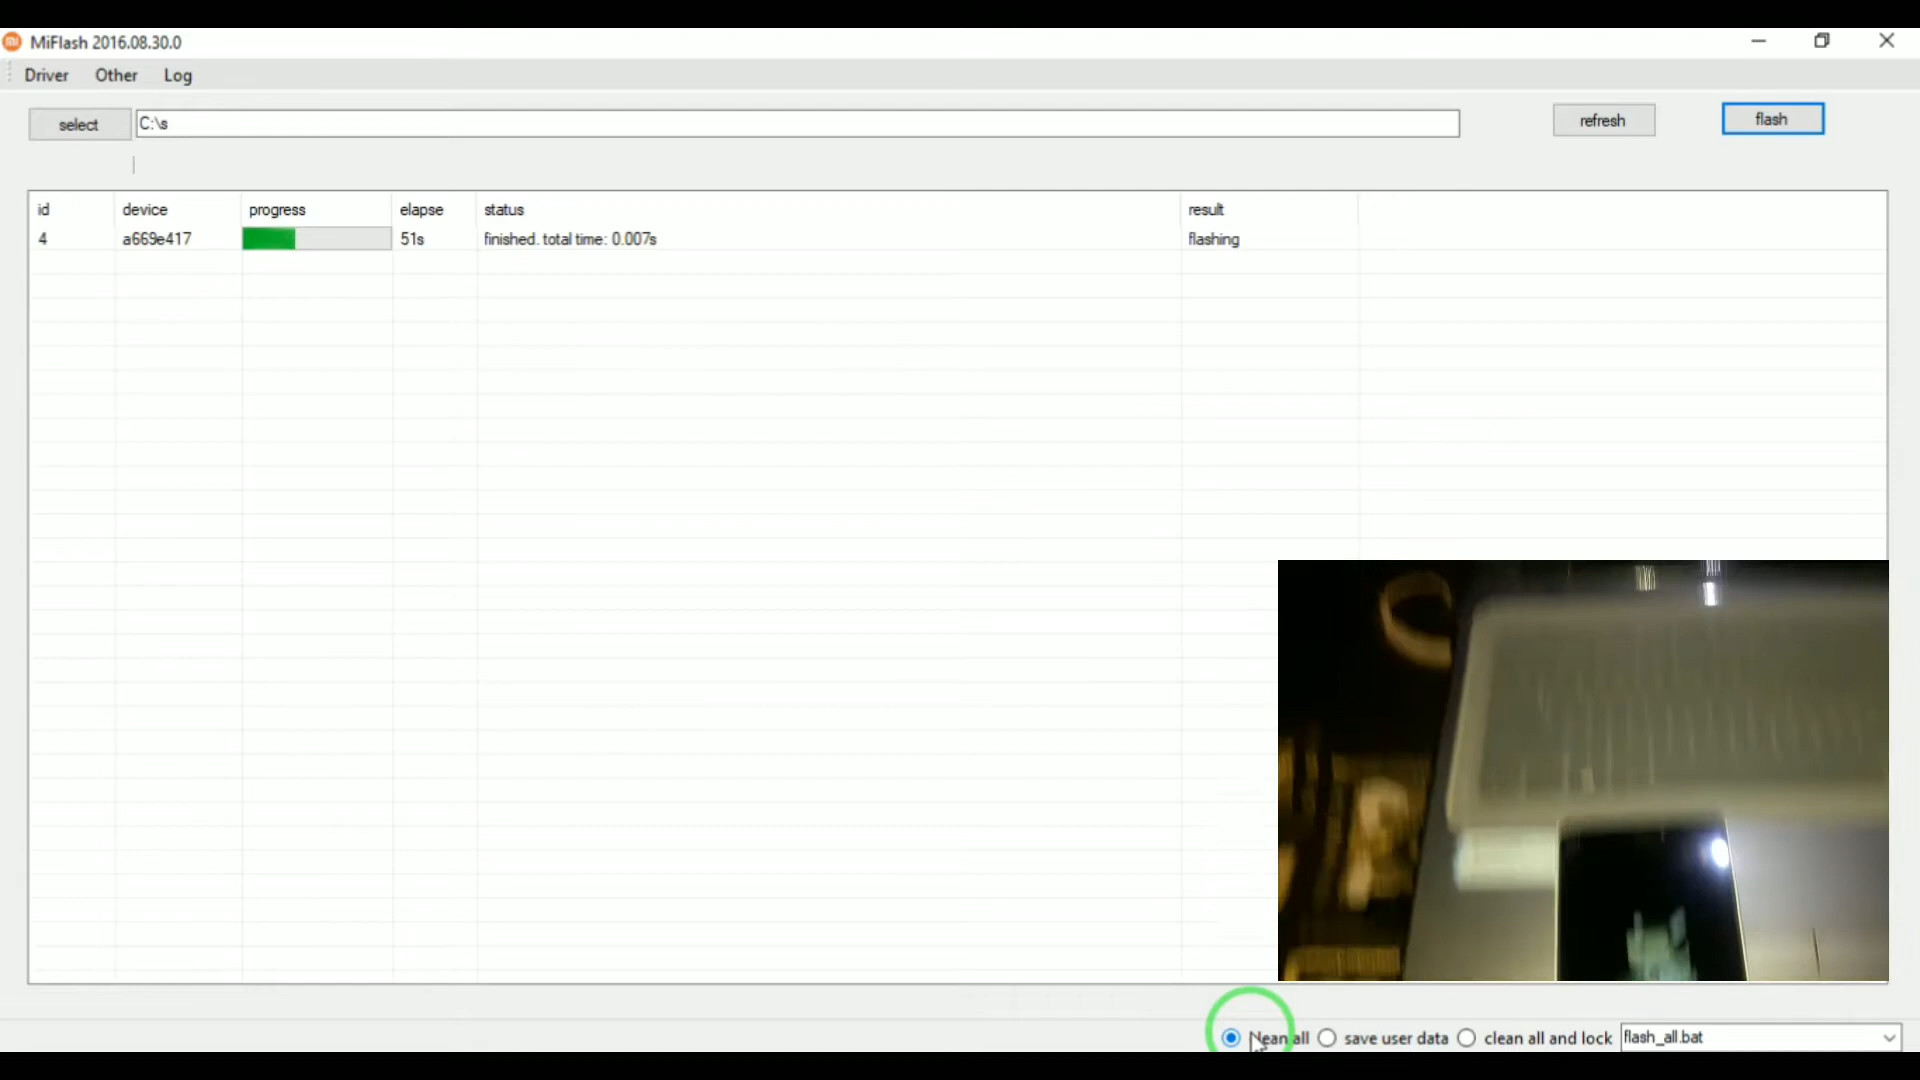 MiFlash 2016.08.30.0
Driver Other Log
select C:\s refresh flash
id device progress elapse status result
4 a669e417 51s finished. total time: 0.007s flashing
all save user data clean all and lock flash_all.bat